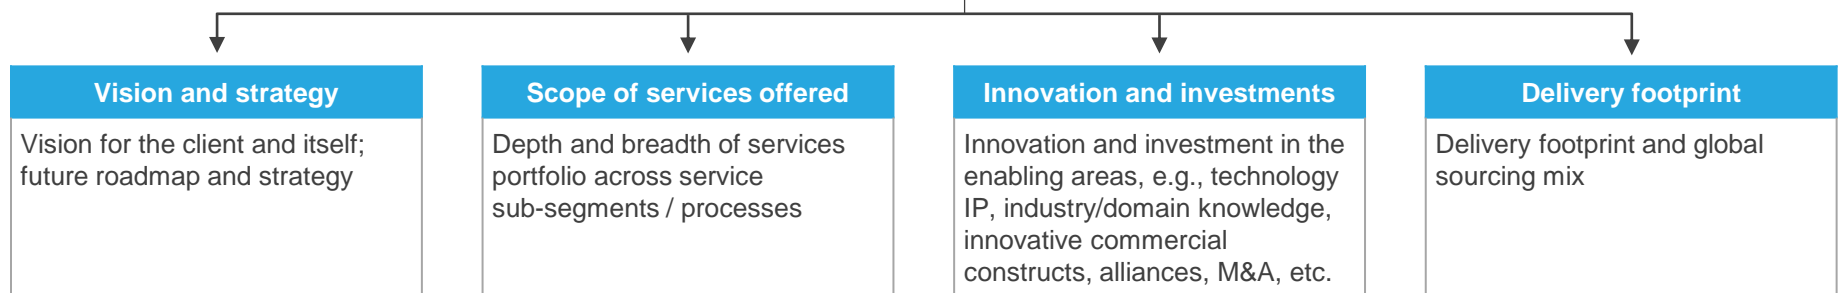 Vision and strategy
Vision for the client and itself;
future roadmap and strategy
Scope of services offered
Depth and breadth of services
portfolio across service
sub-segments / processes
Innovation and investments
Innovation and investment in the
enabling areas, e.g., technology
IP, industry/domain knowledge,
innovative commercial
constructs, alliances, M&A, etc.
Delivery footprint
Delivery footprint and global
sourcing mix